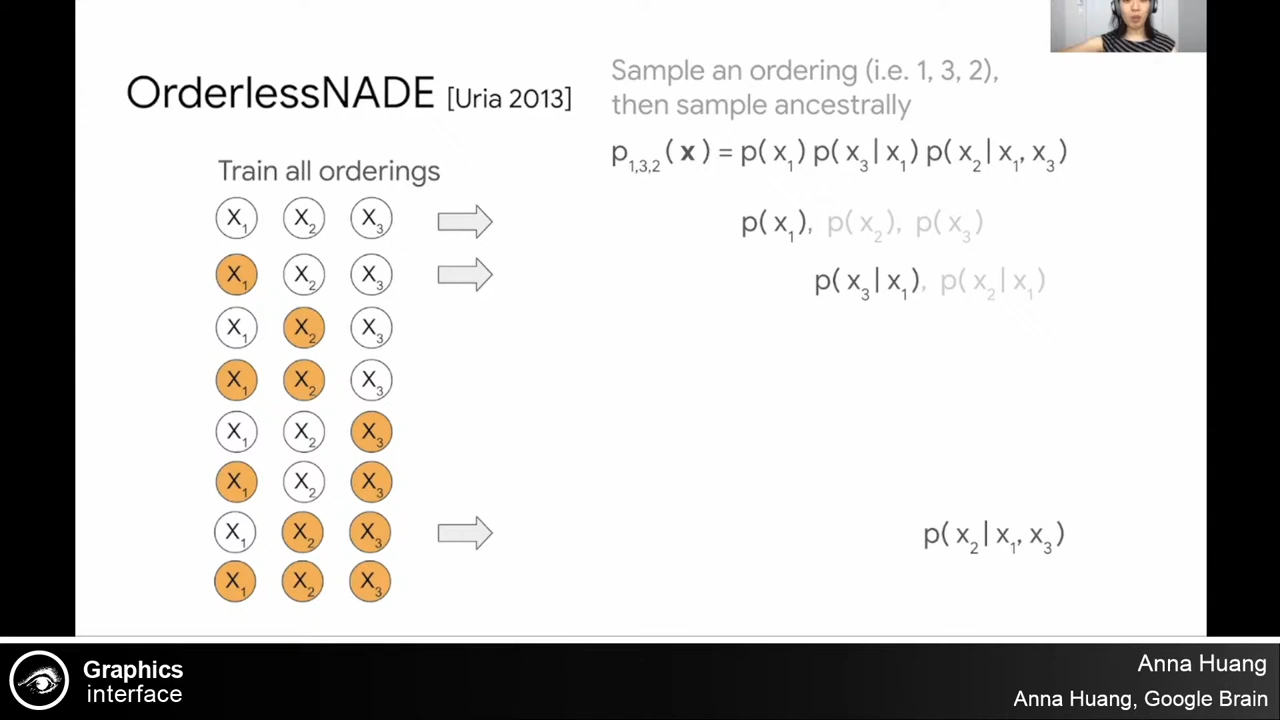 OrderlessNADE [Uria 2013]
Sample an ordering (i.e. 1, 3, 2),
then sample ancestrally
p1,3,2 ( x ) = p( x1 ) p( x3 | x1 ) p( x2 | x1, x3 )
Train all orderings
X1 X2 X3
p( x1 ), p( x2 ), p( x3 )
X1 X2 X3
p( x3 | x1 ), p( x2 | x1 )
X1 X2 X3
X1 X2 X3
X1 X2 X3
X1 X2 X3
X1 X2 X3
p( x2 | x1, x3 )
X1 X2 X3
Graphics
interface
Anna Huang
Anna Huang, Google Brain